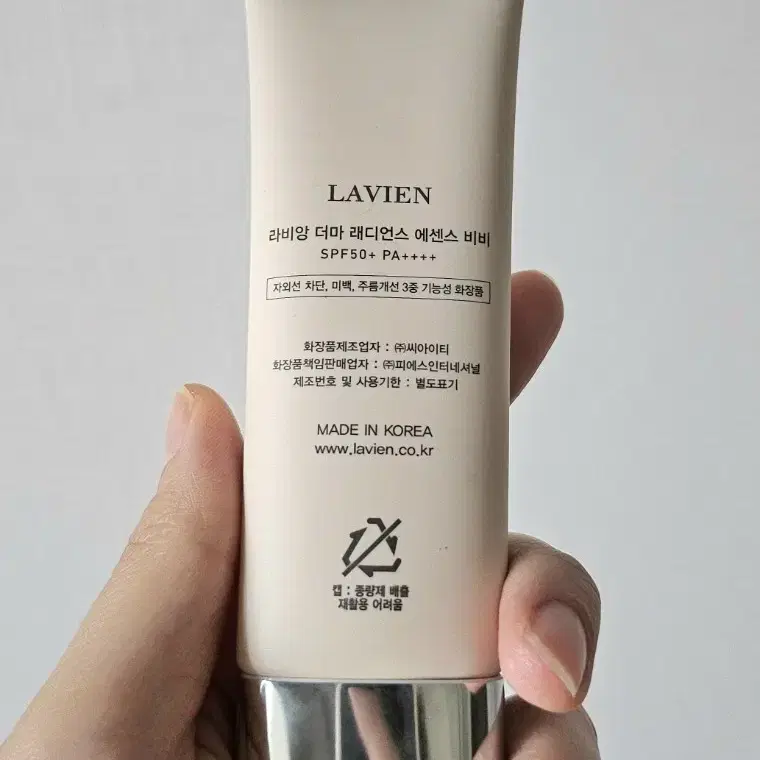 LAVIEN
라비앙 더마 래디언스 에센스 비비
SPF50+ PA++++
자외선 차단, 미백, 주름개선 3중 기능성 화장품
화장품제조업자 : ㈜씨아이티
화장품책임판매업자 : ㈜피에스인터네셔널
제조번호 및 사용기한 : 별도표기
MADE IN KOREA
www.lavien.co.kr
캡 : 종량제 배출
재활용 어려움